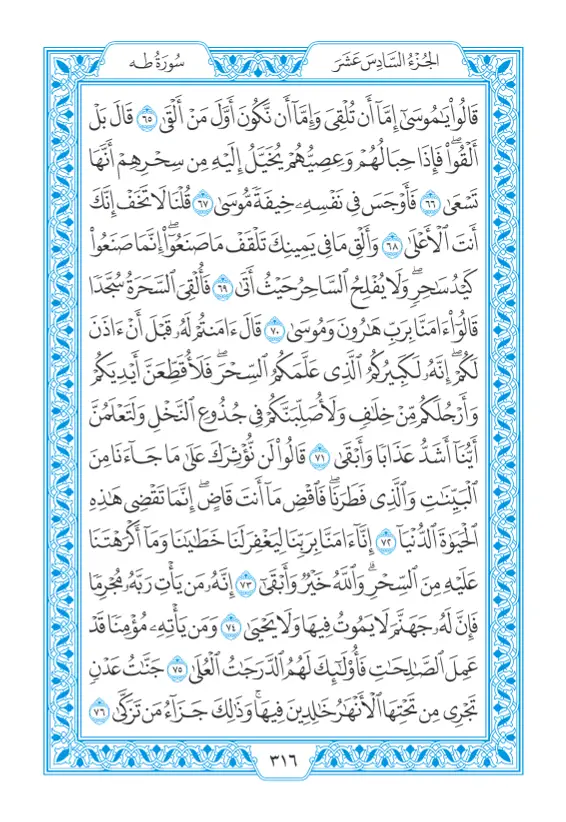 الجُزْءُ السَّادِسَ عَشَرَ
سُورَةُ طه
قَالُواْ يَٰمُوسَىٰٓ إِمَّآ أَن تُلْقِيَ وَإِمَّآ أَن نَّكُونَ أَوَّلَ مَنْ أَلْقَىٰ ٦٥ قَالَ بَلْ
أَلْقُواْۖ فَإِذَا حِبَالُهُمْ وَعِصِيُّهُمْ يُخَيَّلُ إِلَيْهِ مِن سِحْرِهِمْ أَنَّهَا
تَسْعَىٰ ٦٦ فَأَوْجَسَ فِي نَفْسِهِۦ خِيفَةً مُّوسَىٰ ٦٧ قُلْنَا لَا تَخَفْ إِنَّكَ
أَنتَ ٱلْأَعْلَىٰ ٦٨ وَأَلْقِ مَا فِي يَمِينِكَ تَلْقَفْ مَا صَنَعُوٓاْۖ إِنَّمَا صَنَعُواْ
كَيْدُ سَٰحِرٖۖ وَلَا يُفْلِحُ ٱلسَّاحِرُ حَيْثُ أَتَىٰ ٦٩ فَأُلْقِيَ ٱلسَّحَرَةُ سُجَّدٗا
قَالُوٓاْ ءَامَنَّا بِرَبِّ هَٰرُونَ وَمُوسَىٰ ٧٠ قَالَ ءَامَنتُمْ لَهُۥ قَبْلَ أَنْ ءَاذَنَ
لَكُمْۖ إِنَّهُۥ لَكَبِيرُكُمُ ٱلَّذِي عَلَّمَكُمُ ٱلسِّحْرَۖ فَلَأُقَطِّعَنَّ أَيْدِيَكُمْ
وَأَرْجُلَكُم مِّنْ خِلَٰفٖ وَلَأُصَلِّبَنَّكُمْ فِي جُذُوعِ ٱلنَّخْلِ وَلَتَعْلَمُنَّ
أَيُّنَآ أَشَدُّ عَذَابٗا وَأَبْقَىٰ ٧١ قَالُواْ لَن نُّؤْثِرَكَ عَلَىٰ مَا جَآءَنَا مِنَ
ٱلْبَيِّنَٰتِ وَٱلَّذِي فَطَرَنَاۖ فَٱقْضِ مَآ أَنتَ قَاضٍۖ إِنَّمَا تَقْضِي هَٰذِهِ
ٱلْحَيَوٰةَ ٱلدُّنْيَآ ٧٢ إِنَّآ ءَامَنَّا بِرَبِّنَا لِيَغْفِرَ لَنَا خَطَٰيَٰنَا وَمَآ أَكْرَهْتَنَا
عَلَيْهِ مِنَ ٱلسِّحْرِۗ وَٱللَّهُ خَيْرٞ وَأَبْقَىٰٓ ٧٣ إِنَّهُۥ مَن يَأْتِ رَبَّهُۥ مُجْرِمٗا
فَإِنَّ لَهُۥ جَهَنَّمَ لَا يَمُوتُ فِيهَا وَلَا يَحْيَىٰ ٧٤ وَمَن يَأْتِهِۦ مُؤْمِنٗا قَدْ
عَمِلَ ٱلصَّٰلِحَٰتِ فَأُوْلَٰٓئِكَ لَهُمُ ٱلدَّرَجَٰتُ ٱلْعُلَىٰ ٧٥ جَنَّٰتُ عَدْنٖ
تَجْرِي مِن تَحْتِهَا ٱلْأَنْهَٰرُ خَٰلِدِينَ فِيهَاۚ وَذَٰلِكَ جَزَآءُ مَن تَزَكَّىٰ ٧٦
٣١٦